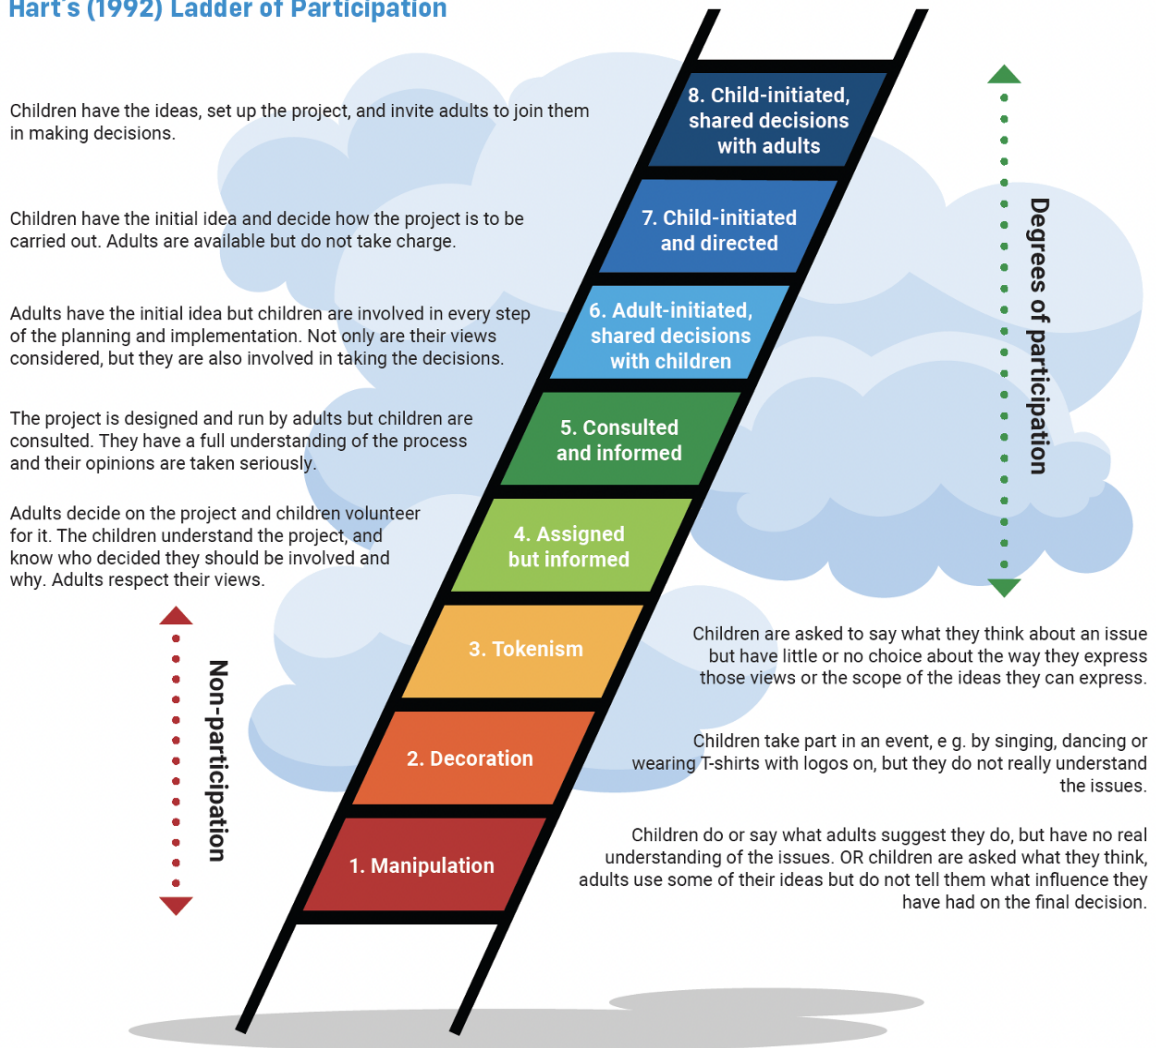 Hart's (1992) Ladder of Participation
Children have the ideas, set up the project, and invite adults to join them
in making decisions.
8. Child-initiated,
shared decisions
with adults
Children have the initial idea and decide how the project is to be
carried out. Adults are available but do not take charge.
7. Child-initiated
and directed
Adults have the initial idea but children are involved in every step
of the planning and implementation. Not only are their views
considered, but they are also involved in taking the decisions.
6. Adult-initiated,
shared decisions
with children
The project is designed and run by adults but children are
consulted. They have a full understanding of the process
and their opinions are taken seriously.
5. Consulted
and informed
Adults decide on the project and children volunteer
for it. The children understand the project, and
know who decided they should be involved and
why. Adults respect their views.
4. Assigned
but informed
Degrees of participation
3. Tokenism
Children are asked to say what they think about an issue
but have little or no choice about the way they express
those views or the scope of the ideas they can express.
2. Decoration
Children take part in an event, e g. by singing, dancing or
wearing T-shirts with logos on, but they do not really understand
the issues.
1. Manipulation
Children do or say what adults suggest they do, but have no real
understanding of the issues. OR children are asked what they think,
adults use some of their ideas but do not tell them what influence they
have had on the final decision.
Non-participation